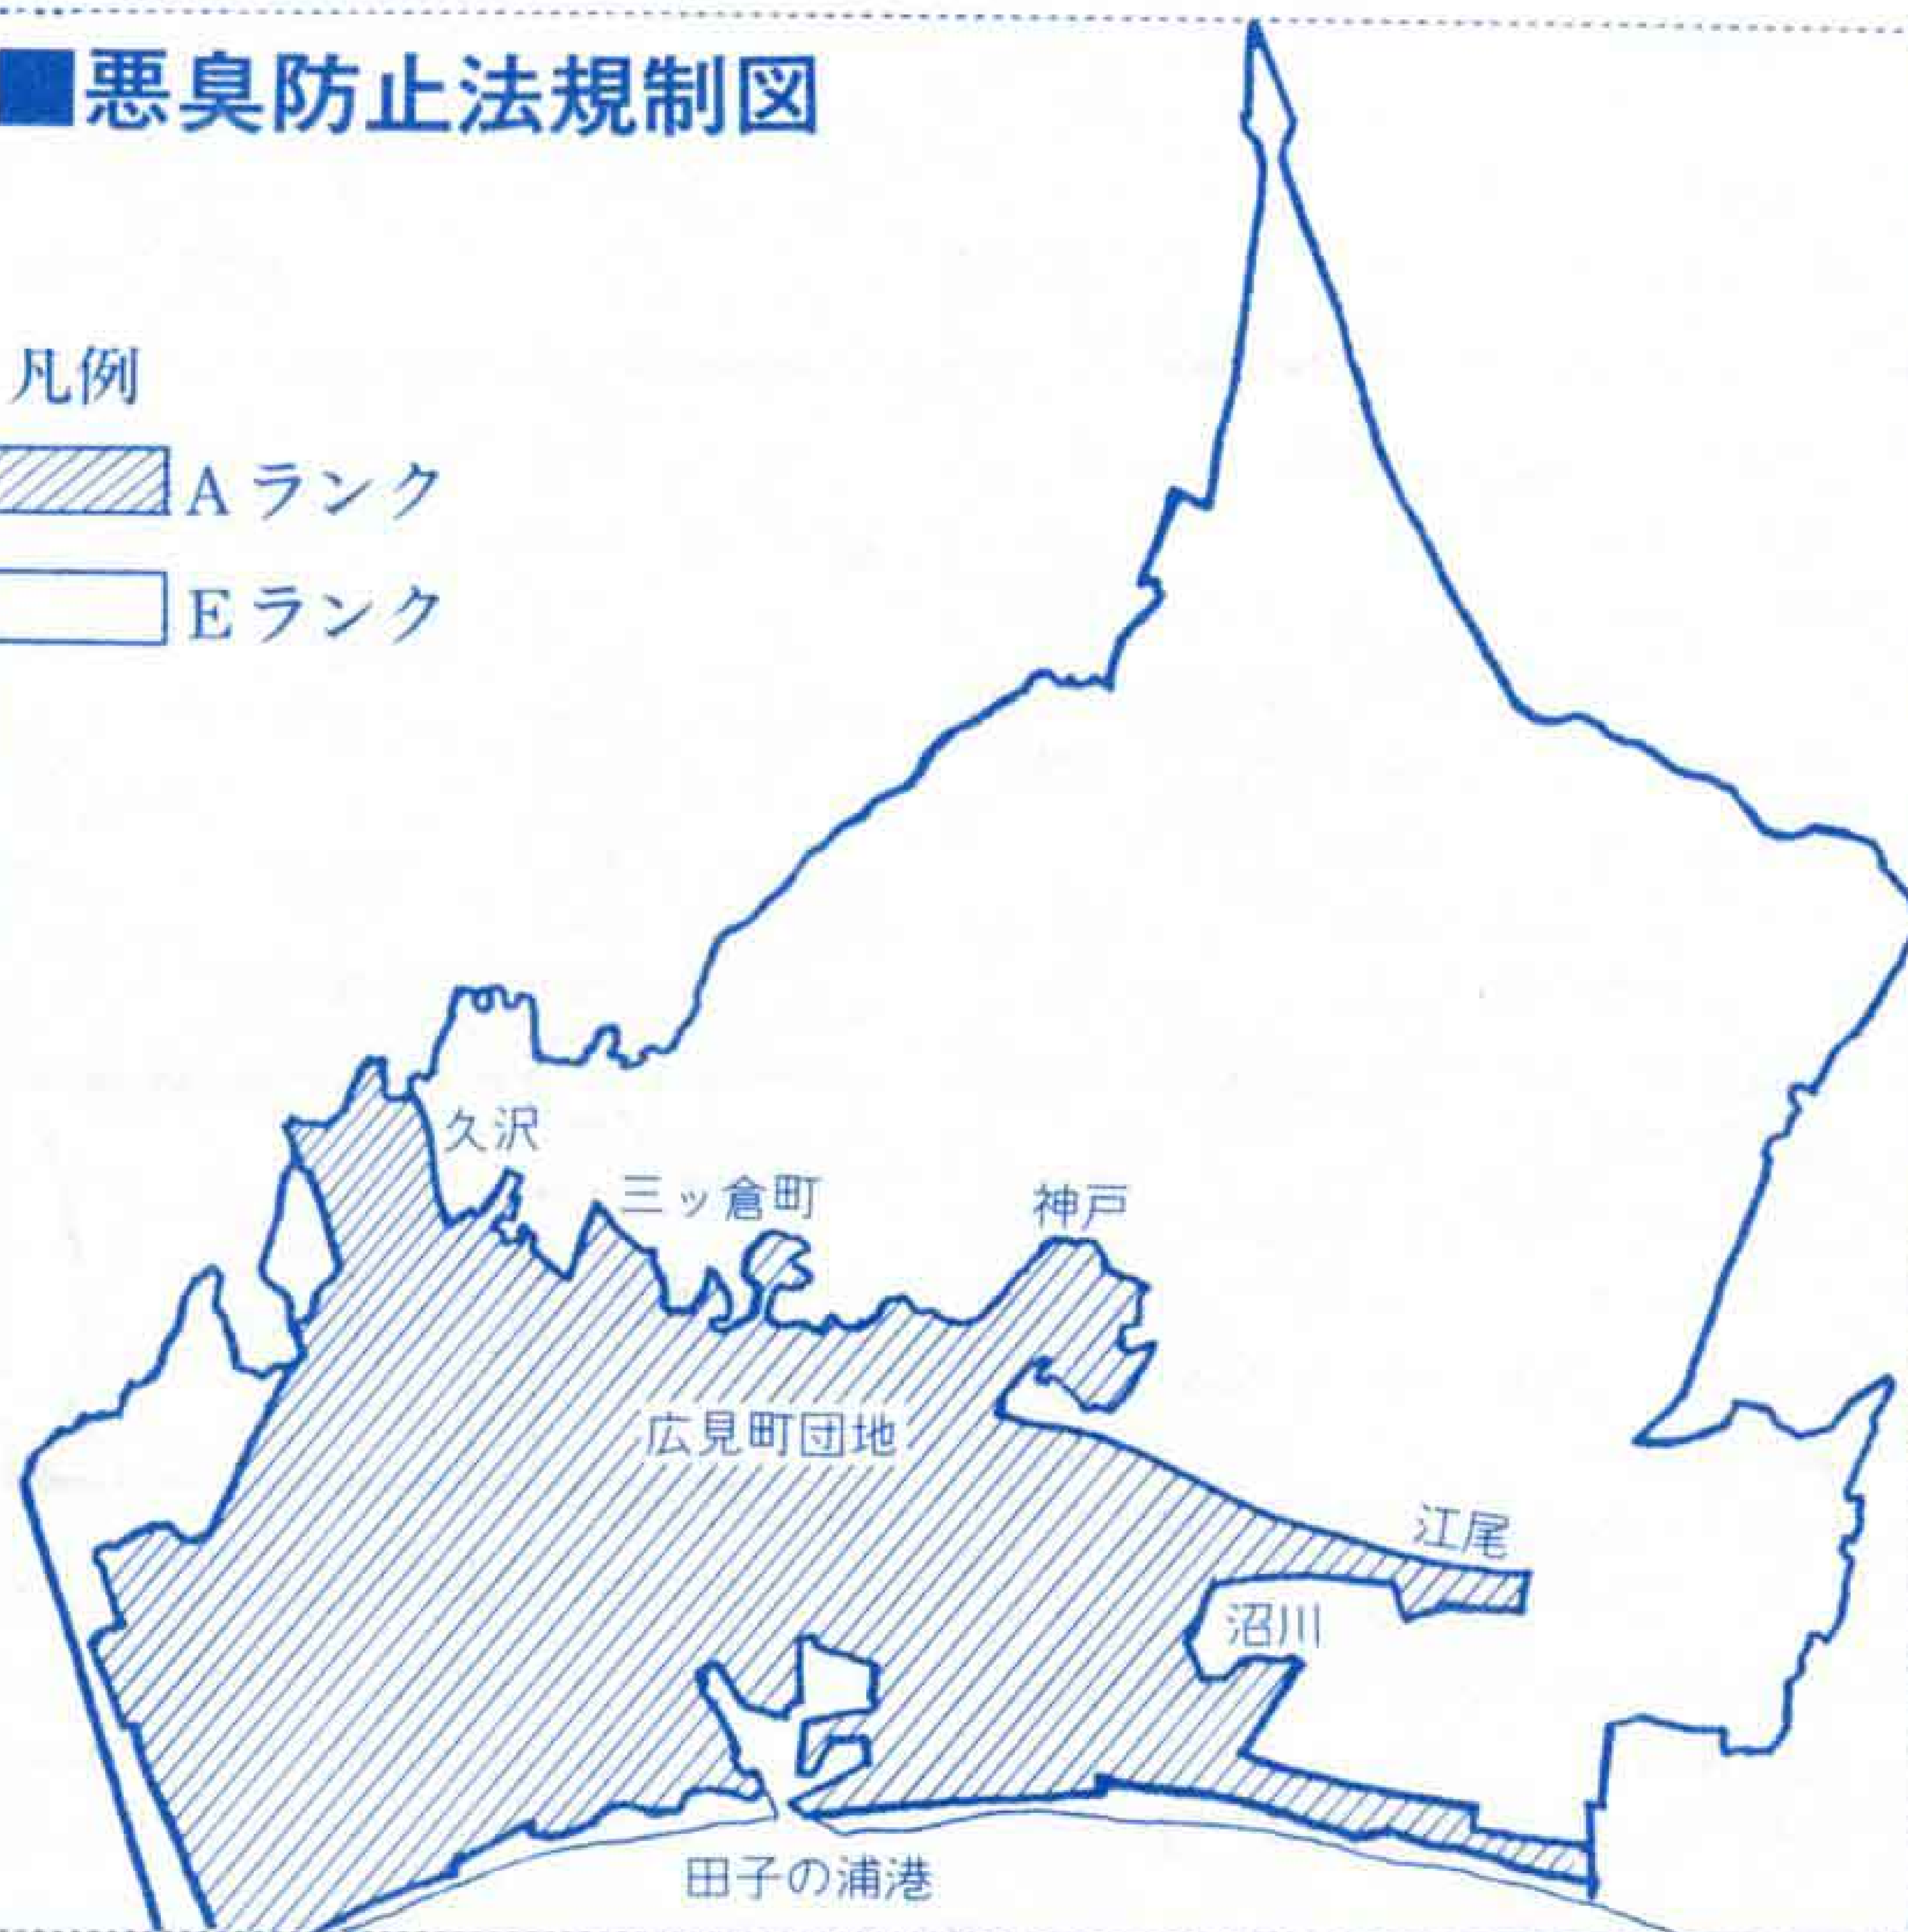 ■悪臭防止法規制図
凡例
Aランク
Eランク
久沢
三ッ倉町
神戸
広見町団地
江尾
沼川
田子の浦港